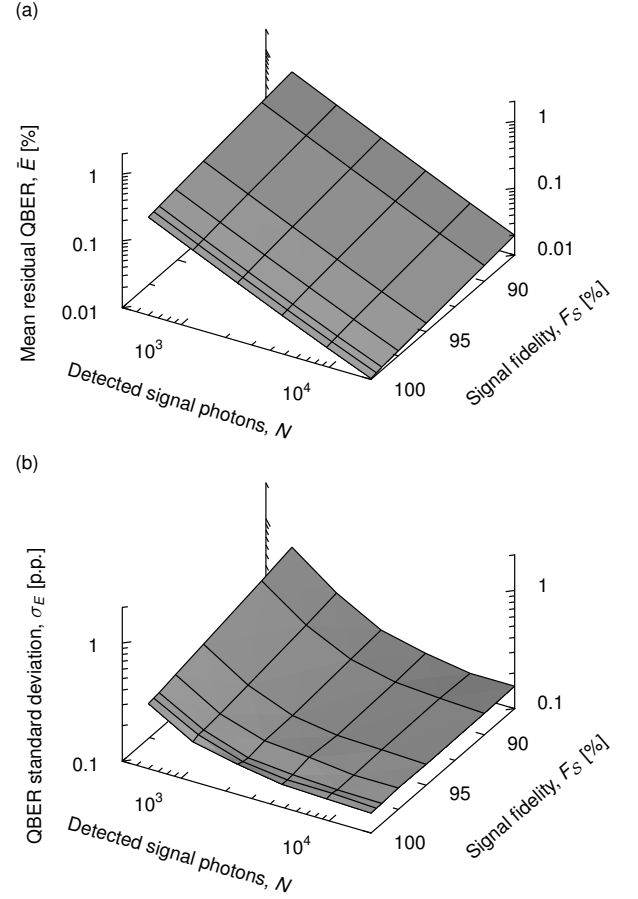 (a)
Mean residual QBER, Ē [%]
1
0.1
0.01
10³
10⁴
Detected signal photons, N
1
0.1
0.01
90
95
100
Signal fidelity, F_S [%]
(b)
QBER standard deviation, σ_E [p.p.]
1
0.1
10³
10⁴
Detected signal photons, N
1
0.1
90
95
100
Signal fidelity, F_S [%]